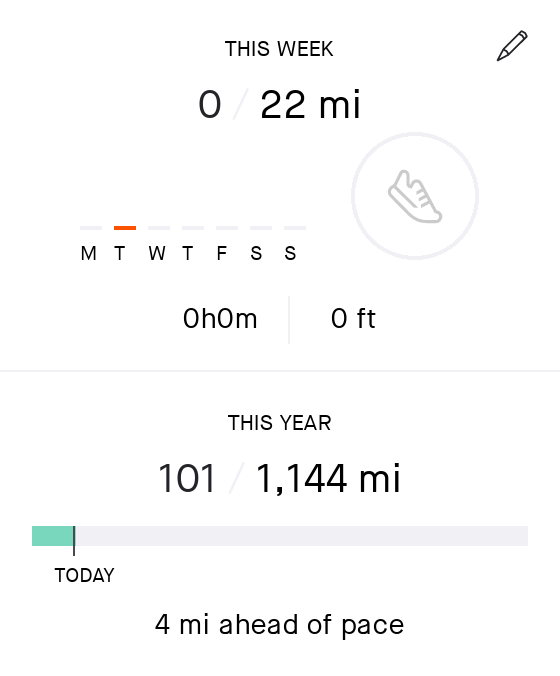 THIS WEEK
0 / 22 mi
M T W T F S S
0h0m 0 ft
THIS YEAR
101 / 1,144 mi
TODAY
4 mi ahead of pace